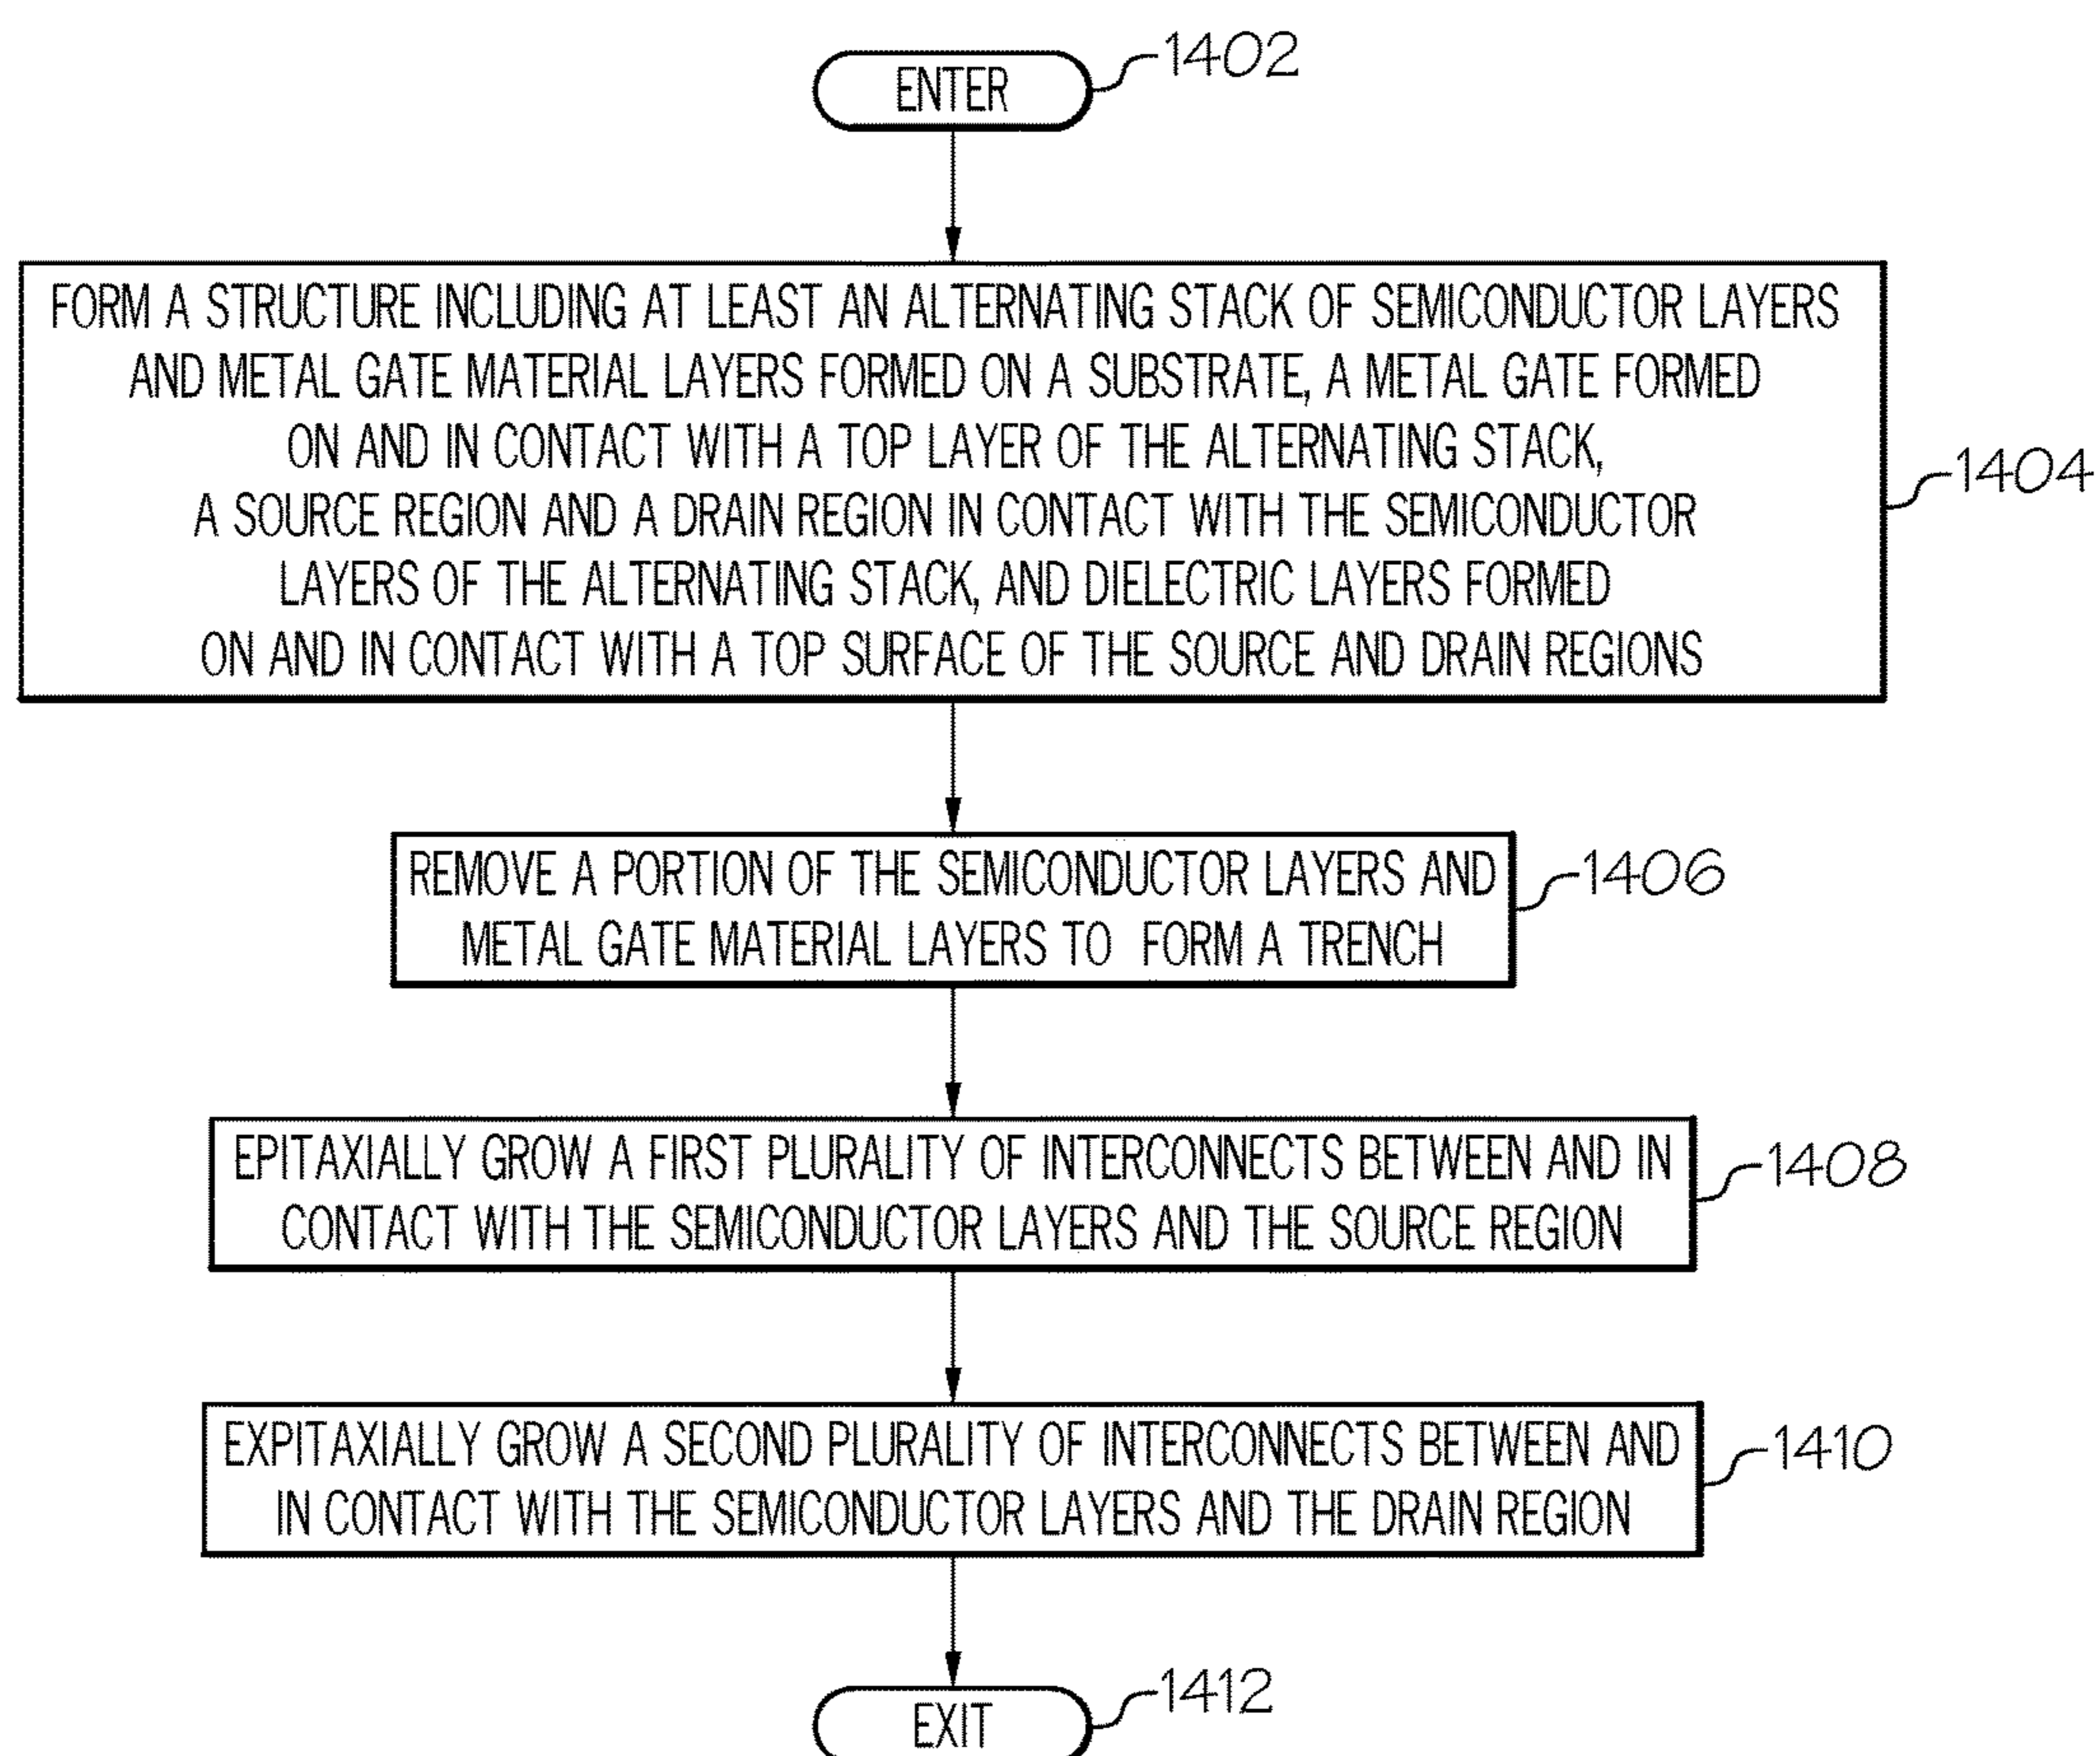 ENTER
1402
FORM A STRUCTURE INCLUDING AT LEAST AN ALTERNATING STACK OF SEMICONDUCTOR LAYERS
AND METAL GATE MATERIAL LAYERS FORMED ON A SUBSTRATE, A METAL GATE FORMED
ON AND IN CONTACT WITH A TOP LAYER OF THE ALTERNATING STACK,
A SOURCE REGION AND A DRAIN REGION IN CONTACT WITH THE SEMICONDUCTOR
LAYERS OF THE ALTERNATING STACK, AND DIELECTRIC LAYERS FORMED
ON AND IN CONTACT WITH A TOP SURFACE OF THE SOURCE AND DRAIN REGIONS
1404
REMOVE A PORTION OF THE SEMICONDUCTOR LAYERS AND
METAL GATE MATERIAL LAYERS TO FORM A TRENCH
1406
EPITAXIALLY GROW A FIRST PLURALITY OF INTERCONNECTS BETWEEN AND IN
CONTACT WITH THE SEMICONDUCTOR LAYERS AND THE SOURCE REGION
1408
EXPITAXIALLY GROW A SECOND PLURALITY OF INTERCONNECTS BETWEEN AND
IN CONTACT WITH THE SEMICONDUCTOR LAYERS AND THE DRAIN REGION
1410
EXIT
1412